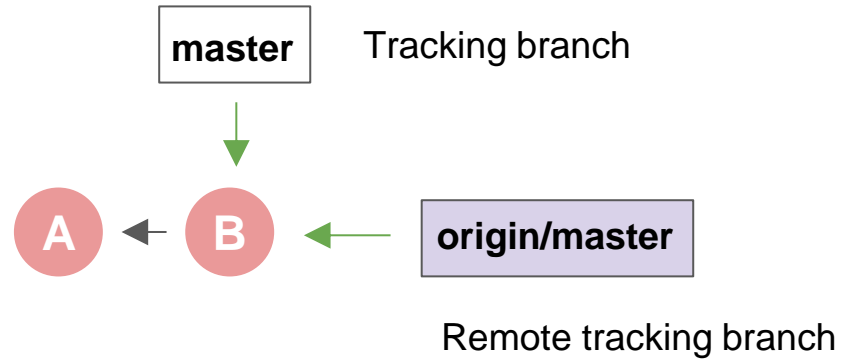 master
Tracking branch
A
B
origin/master
Remote tracking branch